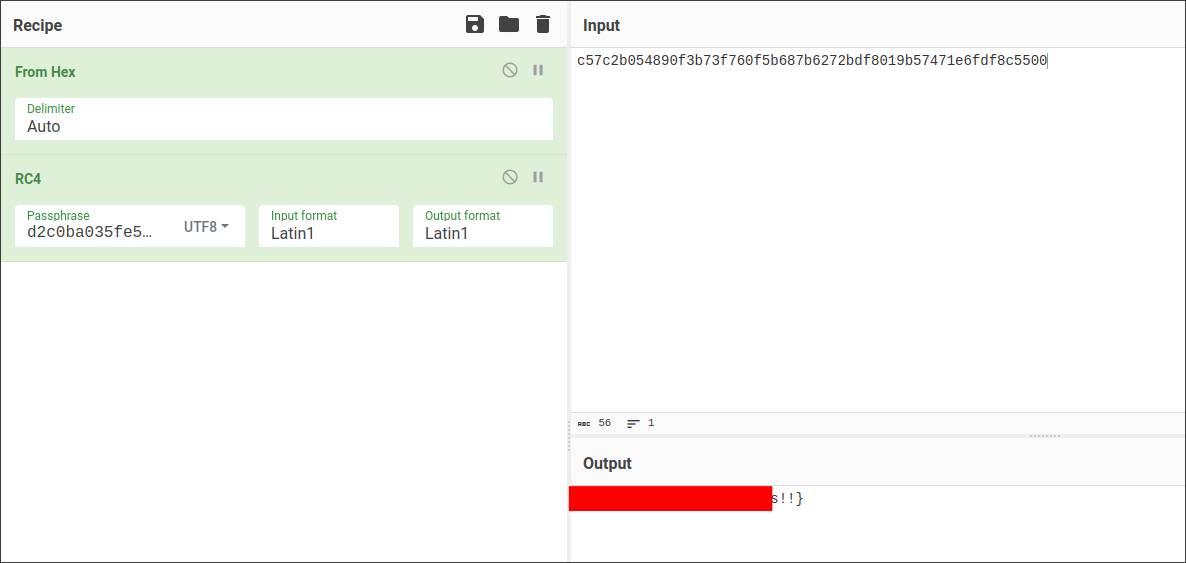 Recipe
From Hex
Delimiter
Auto
RC4
Passphrase
d2c0ba035fe5…
UTF8
Input format
Latin1
Output format
Latin1
Input
c57c2b054890f3b73f760f5b687b6272bdf8019b57471e6fdf8c5500
ABC 56 1
Output
s!!}